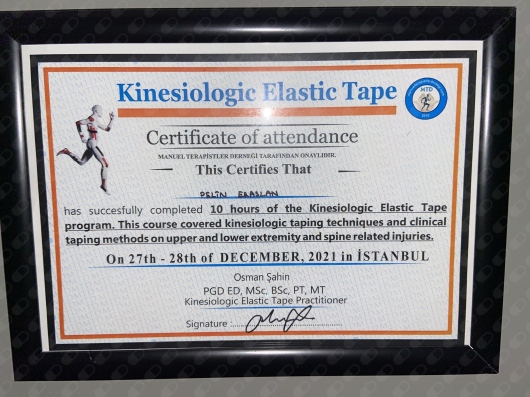 Kinesiologic Elastic Tape
MTD
Certificate of attendance
MANUEL TERAPİSTLER DERNEĞİ TARAFINDAN ONAYLIDIR.
This Certifies That
PELİN ERASLAN
has succesfully completed 10 hours of the Kinesiologic Elastic Tape
program. This course covered kinesiologic taping techniques and clinical
taping methods on upper and lower extremity and spine related injuries.
On 27th - 28th of DECEMBER, 2021 in İSTANBUL
Osman Şahin
PGD ED, MSc, BSc, PT, MT
Kinesiologic Elastic Tape Practitioner
Signature